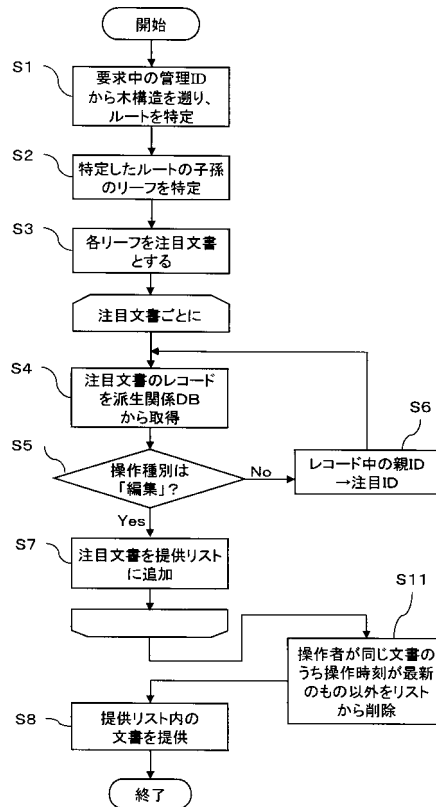 開始
S1
要求中の管理ID
から木構造を遡り、
ルートを特定
S2
特定したルートの子孫
のリーフを特定
S3
各リーフを注目文書
とする
注目文書ごとに
S4
注目文書のレコード
を派生関係DB
から取得
S5
操作種別は
「編集」?
No
S6
レコード中の親ID
→注目ID
Yes
S7
注目文書を提供リスト
に追加
S11
操作者が同じ文書の
うち操作時刻が最新
のもの以外をリスト
から削除
S8
提供リスト内の
文書を提供
終了